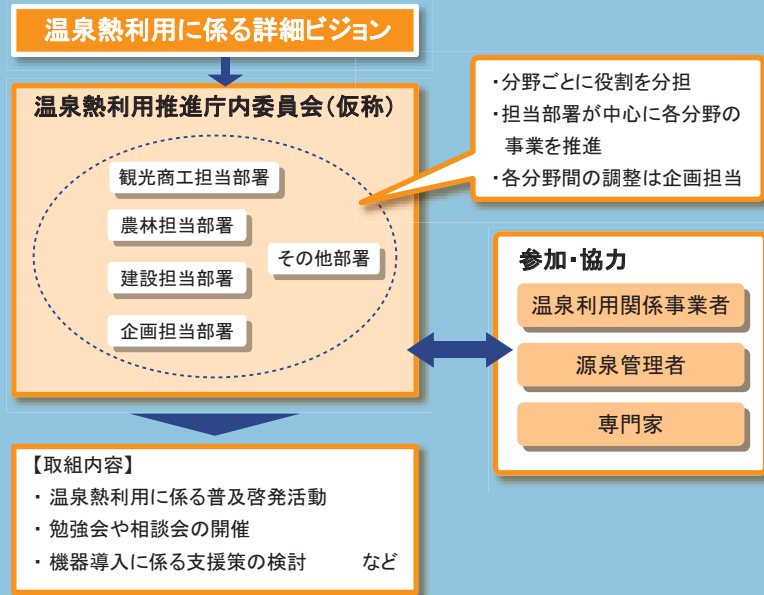 温泉熱利用に係る詳細ビジョン
温泉熱利用推進庁内委員会(仮称)
観光商工担当部署
農林担当部署
建設担当部署
企画担当部署
その他部署
・分野ごとに役割を分担
・担当部署が中心に各分野の
事業を推進
・各分野間の調整は企画担当
参加・協力
温泉利用関係事業者
源泉管理者
専門家
【取組内容】
・ 温泉熱利用に係る普及啓発活動
・ 勉強会や相談会の開催
・ 機器導入に係る支援策の検討　　など